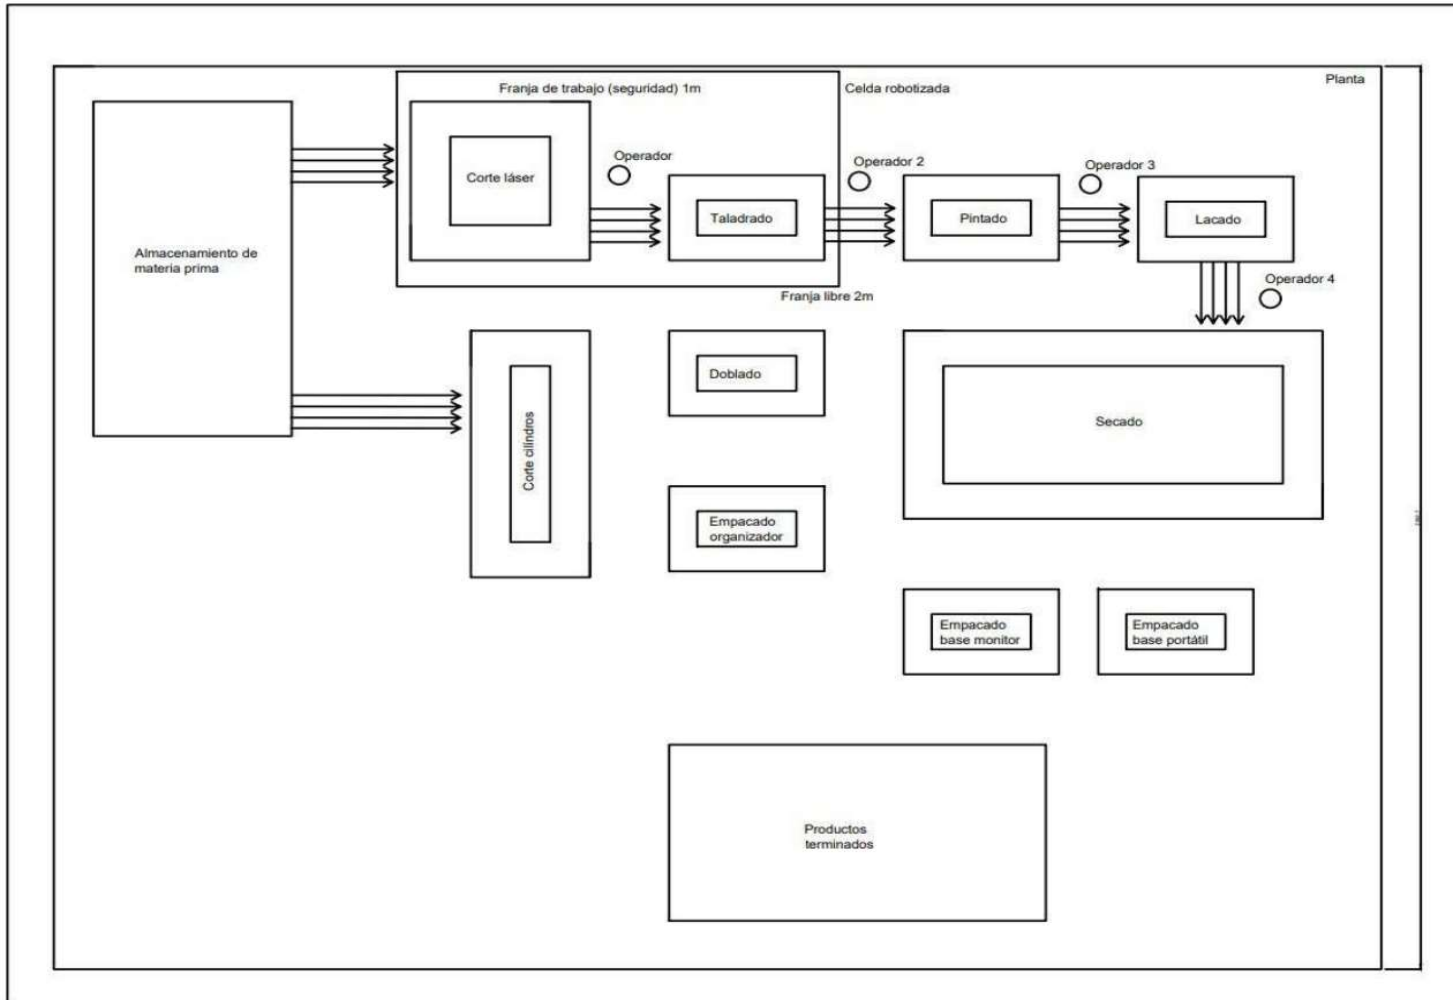 Planta
Franja de trabajo (seguridad) 1m
Celda robotizada
Operador
Operador 2
Operador 3
Corte láser
Taladrado
Pintado
Lacado
Almacenamiento de
materia prima
Operador 4
Franja libre 2m
Doblado
Secado
Corte cilíndros
Empacado
organizador
Empacado
base monitor
Empacado
base portátil
Productos
terminados